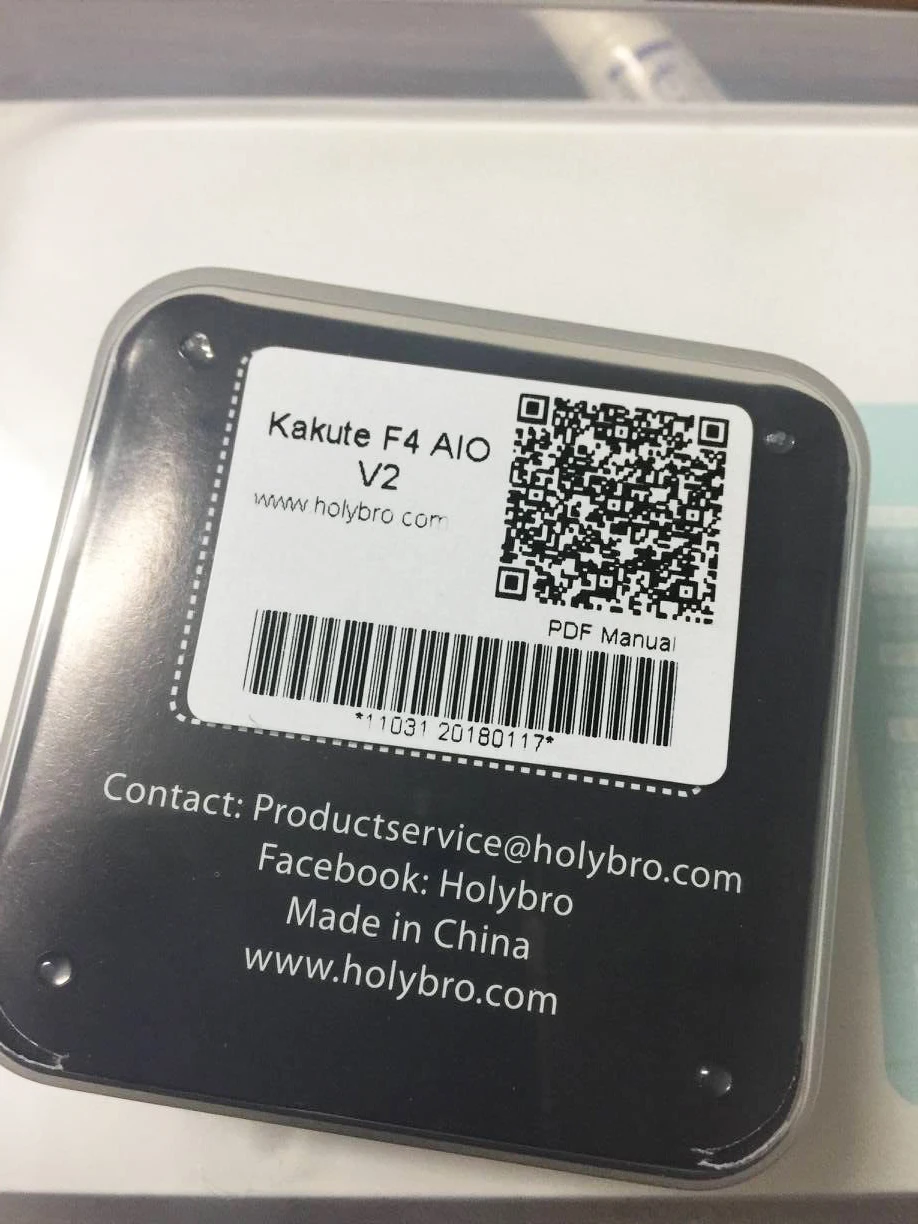 Kakute F4 AIO
V2
www.holybro.com
PDF Manual
*11031 20180117*
Contact: Productservice@holybro.com
Facebook: Holybro
Made in China
www.holybro.com